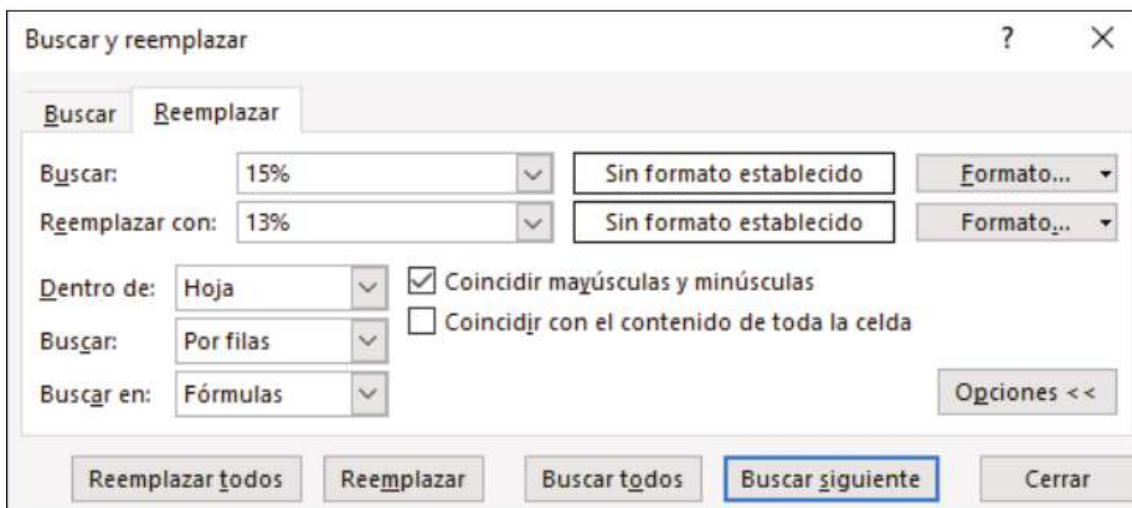 Buscar y reemplazar ?
Buscar Reemplazar
Buscar: 15% Sin formato establecido Formato...
Reemplazar con: 13% Sin formato establecido Formato...
Dentro de: Hoja Coincidir mayúsculas y minúsculas
Coincidir con el contenido de toda la celda
Buscar: Por filas
Buscar en: Fórmulas Opciones <<
Reemplazar todos Reemplazar Buscar todos Buscar siguiente Cerrar